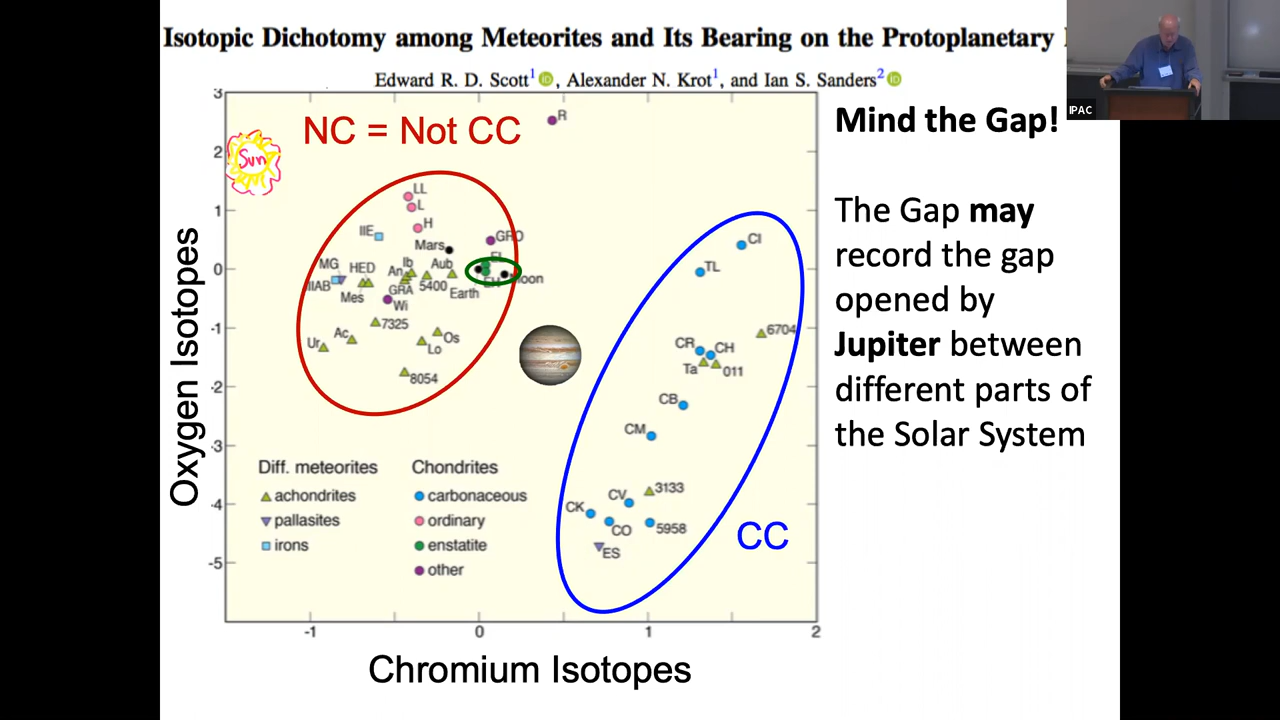 Isotopic Dichotomy among Meteorites and Its Bearing on the Protoplanetary
Edward R. D. Scott1, Alexander N. Krot1, and Ian S. Sanders2
IPAC
NC = Not CC
Sun
Mind the Gap!
The Gap may
record the gap
opened by
Jupiter between
different parts of
the Solar System
Oxygen Isotopes
3
2
1
0
-1
-2
-3
-4
-5
R
LL
L
H
IIE
Mars
GRO
MG
HED
An
Ib
Aub
IIAB
Mes
GRA
5400
Earth
EH
Wi
7325
Ur
Ac
Os
Lo
8054
CI
TL
6704
CR
CH
Ta
011
CB
CM
3133
CV
CK
CO
5958
ES
CC
Diff. meteorites
achondrites
pallasites
irons
Chondrites
carbonaceous
ordinary
enstatite
other
-1
0
1
2
Chromium Isotopes